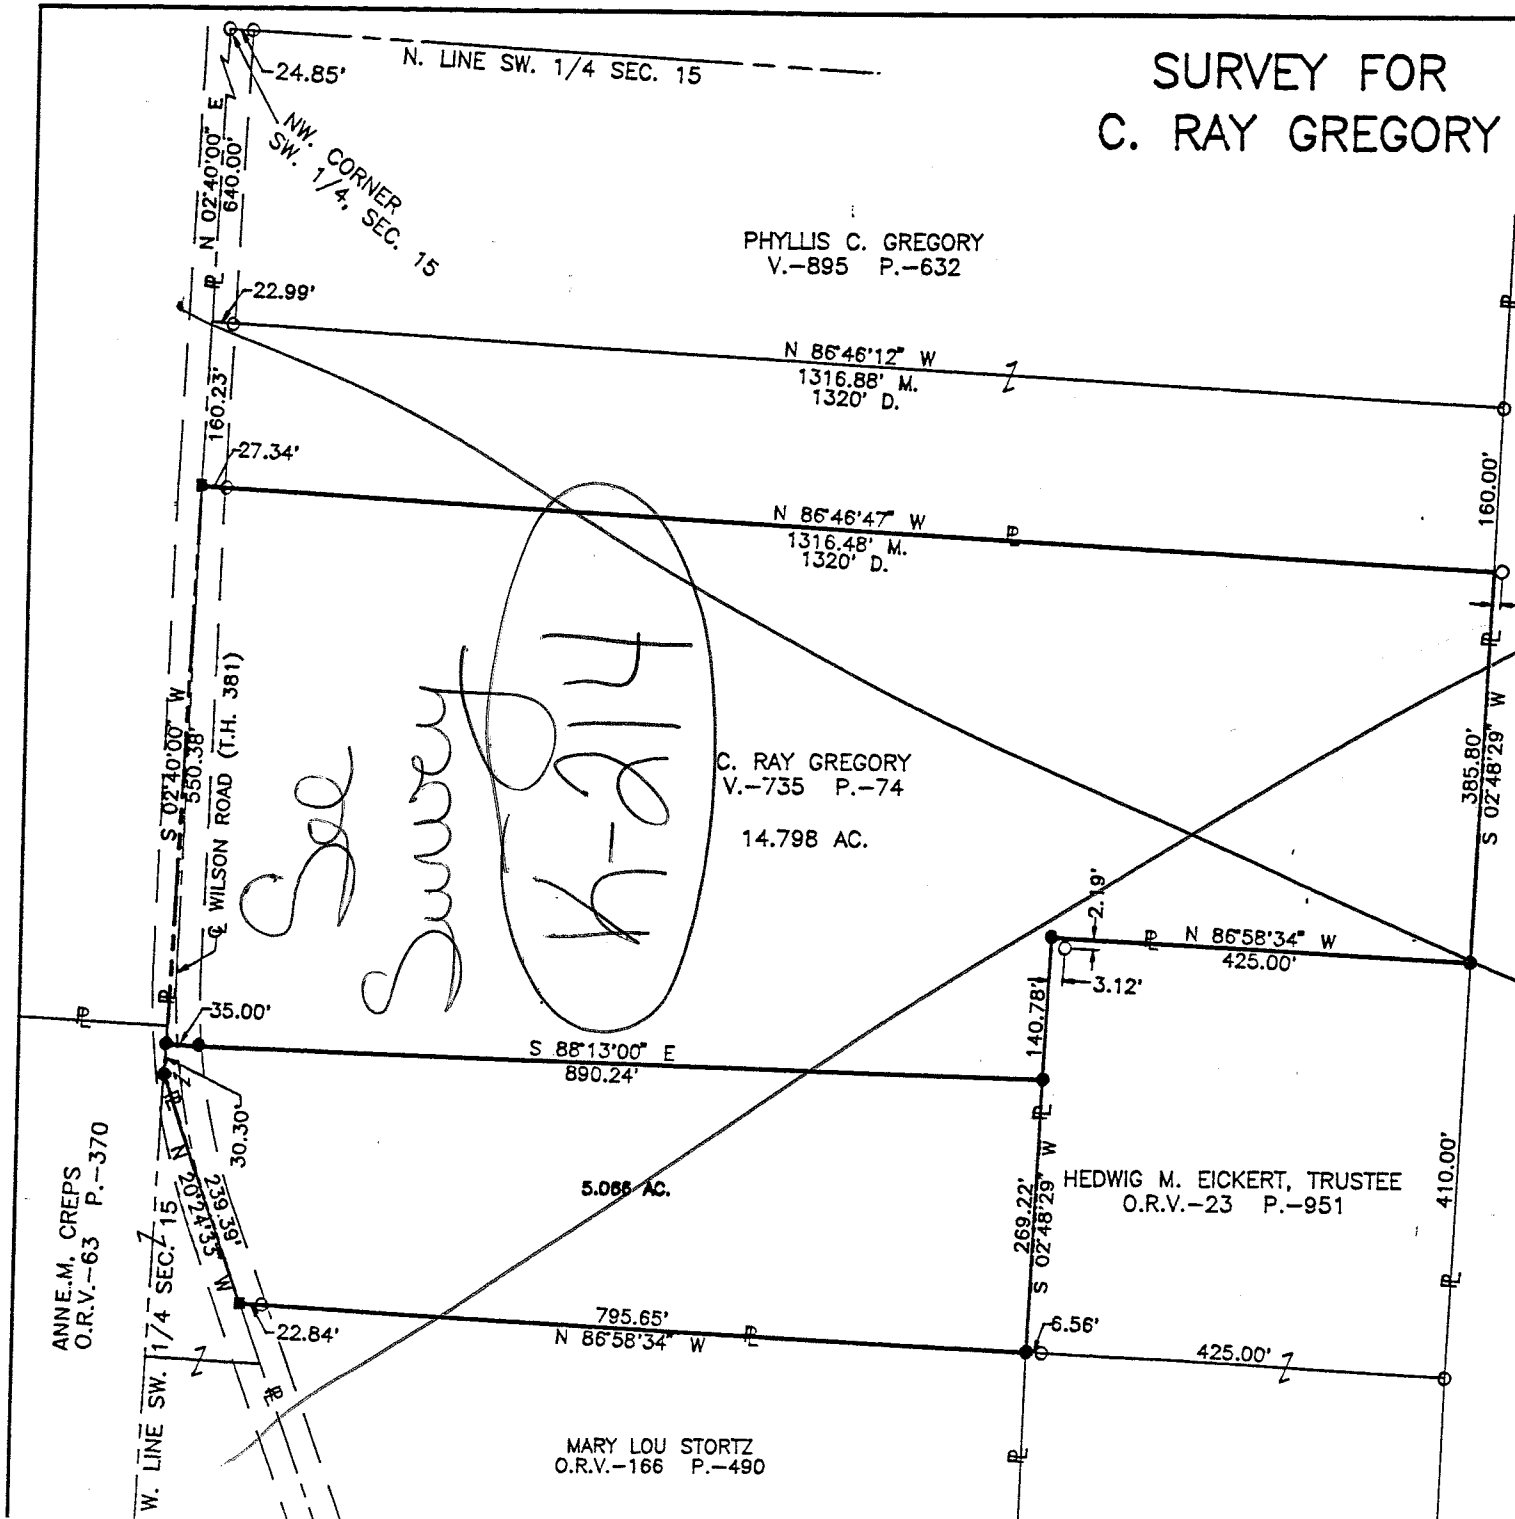 SURVEY FOR
C. RAY GREGORY
N. LINE SW. 1/4 SEC. 15
24.85'
NW. CORNER
SW. 1/4, SEC. 15
N 02°40'00" E
640.00'
PHYLLIS C. GREGORY
V.-895 P.-632
22.99'
N 86°46'12" W
1316.88' M.
1320' D.
160.23'
160.00'
27.34'
N 86°46'47" W
1316.48' M.
1320' D.
S 02°40'00" W
550.38'
℄ WILSON ROAD (T.H. 381)
See
Survey
C. RAY GREGORY
V.-735 P.-74
14.798 AC.
385.80'
S 02°48'29" W
2.19'
N 86°58'34" W
425.00'
3.12'
140.78'
35.00'
S 88°13'00" E
890.24'
30.30'
N 20°24'33" W
239.39'
5.066 AC.
269.22'
S 02°48'29" W
HEDWIG M. EICKERT, TRUSTEE
O.R.V.-23 P.-951
410.00'
ANNE.M. CREPS
O.R.V.-63 P.-370
W. LINE SW. 1/4 SEC. 15
22.84'
795.65'
N 86°58'34" W
6.56'
425.00'
MARY LOU STORTZ
O.R.V.-166 P.-490